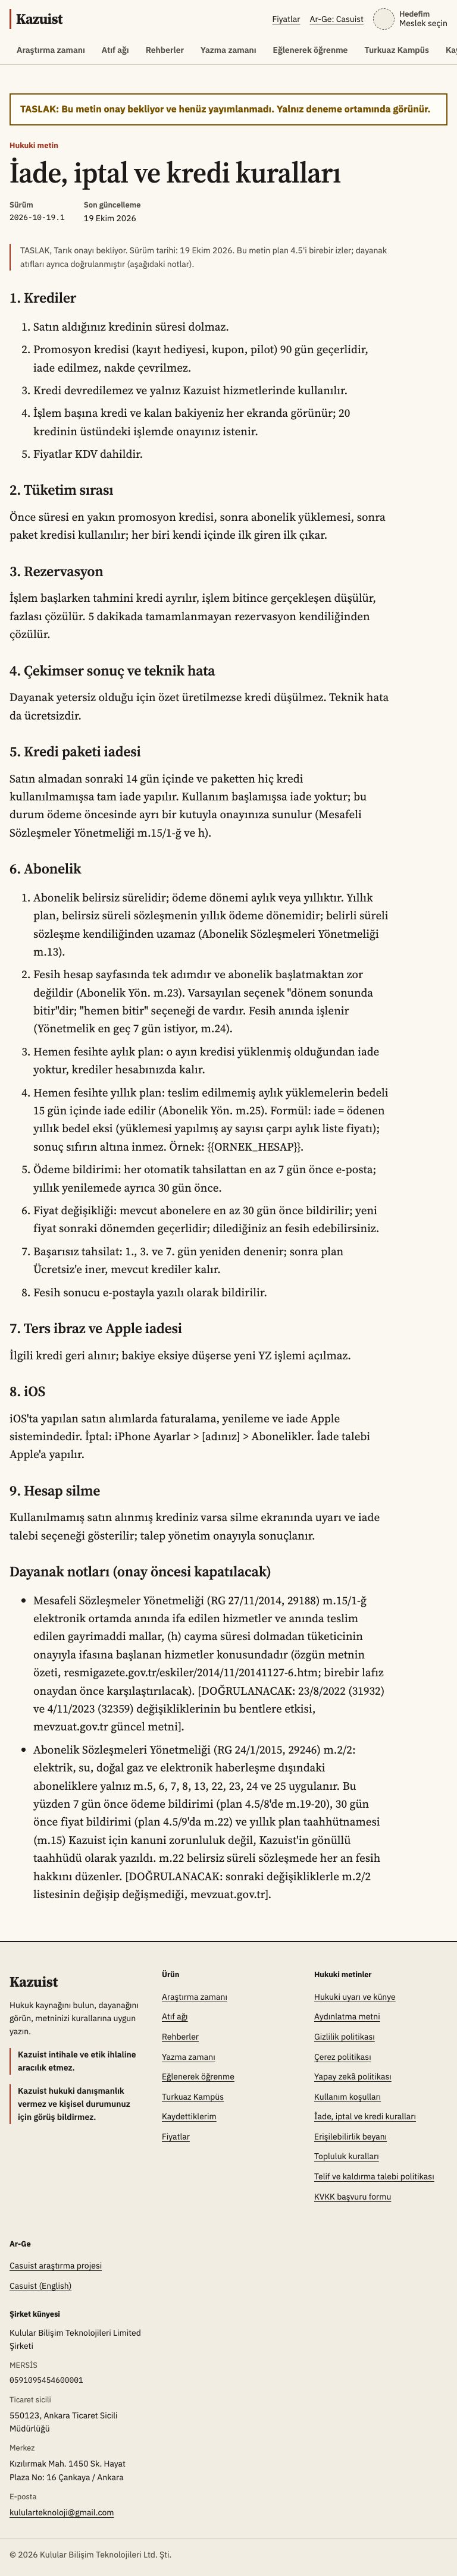 Kazuist
Fiyatlar Ar-Ge: Casuist
Hedefim
Meslek seçin
Araştırma zamanı Atıf ağı Rehberler Yazma zamanı Eğlenerek öğrenme Turkuaz Kampüs Kay
TASLAK: Bu metin onay bekliyor ve henüz yayımlanmadı. Yalnız deneme ortamında görünür.
Hukuki metin
İade, iptal ve kredi kuralları
Sürüm
2026-10-19.1
Son güncelleme
19 Ekim 2026
TASLAK, Tarık onayı bekliyor. Sürüm tarihi: 19 Ekim 2026. Bu metin plan 4.5'i birebir izler; dayanak
atıfları ayrıca doğrulanmıştır (aşağıdaki notlar).
1. Krediler
1. Satın aldığınız kredinin süresi dolmaz.
2. Promosyon kredisi (kayıt hediyesi, kupon, pilot) 90 gün geçerlidir,
iade edilmez, nakde çevrilmez.
3. Kredi devredilemez ve yalnız Kazuist hizmetlerinde kullanılır.
4. İşlem başına kredi ve kalan bakiyeniz her ekranda görünür; 20
kredinin üstündeki işlemde onayınız istenir.
5. Fiyatlar KDV dahildir.
2. Tüketim sırası
Önce süresi en yakın promosyon kredisi, sonra abonelik yüklemesi, sonra
paket kredisi kullanılır; her biri kendi içinde ilk giren ilk çıkar.
3. Rezervasyon
İşlem başlarken tahmini kredi ayrılır, işlem bitince gerçekleşen düşülür,
fazlası çözülür. 5 dakikada tamamlanmayan rezervasyon kendiliğinden
çözülür.
4. Çekimser sonuç ve teknik hata
Dayanak yetersiz olduğu için özet üretilmezse kredi düşülmez. Teknik hata
da ücretsizdir.
5. Kredi paketi iadesi
Satın almadan sonraki 14 gün içinde ve paketten hiç kredi
kullanılmamışsa tam iade yapılır. Kullanım başlamışsa iade yoktur; bu
durum ödeme öncesinde ayrı bir kutuyla onayınıza sunulur (Mesafeli
Sözleşmeler Yönetmeliği m.15/1-ğ ve h).
6. Abonelik
1. Abonelik belirsiz sürelidir; ödeme dönemi aylık veya yıllıktır. Yıllık
plan, belirsiz süreli sözleşmenin yıllık ödeme dönemidir; belirli süreli
sözleşme kendiliğinden uzamaz (Abonelik Sözleşmeleri Yönetmeliği
m.13).
2. Fesih hesap sayfasında tek adımdır ve abonelik başlatmaktan zor
değildir (Abonelik Yön. m.23). Varsayılan seçenek "dönem sonunda
bitir"dir; "hemen bitir" seçeneği de vardır. Fesih anında işlenir
(Yönetmelik en geç 7 gün istiyor, m.24).
3. Hemen fesihte aylık plan: o ayın kredisi yüklenmiş olduğundan iade
yoktur, krediler hesabınızda kalır.
4. Hemen fesihte yıllık plan: teslim edilmemiş aylık yüklemelerin bedeli
15 gün içinde iade edilir (Abonelik Yön. m.25). Formül: iade = ödenen
yıllık bedel eksi (yüklemesi yapılmış ay sayısı çarpı aylık liste fiyatı);
sonuç sıfırın altına inmez. Örnek: {{ORNEK_HESAP}}.
5. Ödeme bildirimi: her otomatik tahsilattan en az 7 gün önce e-posta;
yıllık yenilemede ayrıca 30 gün önce.
6. Fiyat değişikliği: mevcut abonelere en az 30 gün önce bildirilir; yeni
fiyat sonraki dönemden geçerlidir; dilediğiniz an fesih edebilirsiniz.
7. Başarısız tahsilat: 1., 3. ve 7. gün yeniden denenir; sonra plan
Ücretsiz'e iner, mevcut krediler kalır.
8. Fesih sonucu e-postayla yazılı olarak bildirilir.
7. Ters ibraz ve Apple iadesi
İlgili kredi geri alınır; bakiye eksiye düşerse yeni YZ işlemi açılmaz.
8. iOS
iOS'ta yapılan satın alımlarda faturalama, yenileme ve iade Apple
sistemindedir. İptal: iPhone Ayarlar > [adınız] > Abonelikler. İade talebi
Apple'a yapılır.
9. Hesap silme
Kullanılmamış satın alınmış krediniz varsa silme ekranında uyarı ve iade
talebi seçeneği gösterilir; talep yönetim onayıyla sonuçlanır.
Dayanak notları (onay öncesi kapatılacak)
• Mesafeli Sözleşmeler Yönetmeliği (RG 27/11/2014, 29188) m.15/1-ğ
elektronik ortamda anında ifa edilen hizmetler ve anında teslim
edilen gayrimaddi mallar, (h) cayma süresi dolmadan tüketicinin
onayıyla ifasına başlanan hizmetler konusundadır (özgün metnin
özeti, resmigazete.gov.tr/eskiler/2014/11/20141127-6.htm; birebir lafız
onaydan önce karşılaştırılacak). [DOĞRULANACAK: 23/8/2022 (31932)
ve 4/11/2023 (32359) değişikliklerinin bu bentlere etkisi,
mevzuat.gov.tr güncel metni].
• Abonelik Sözleşmeleri Yönetmeliği (RG 24/1/2015, 29246) m.2/2:
elektrik, su, doğal gaz ve elektronik haberleşme dışındaki
aboneliklere yalnız m.5, 6, 7, 8, 13, 22, 23, 24 ve 25 uygulanır. Bu
yüzden 7 gün önce ödeme bildirimi (plan 4.5/8'de m.19-20), 30 gün
önce fiyat bildirimi (plan 4.5/9'da m.22) ve yıllık plan taahhütnamesi
(m.15) Kazuist için kanuni zorunluluk değil, Kazuist'in gönüllü
taahhüdü olarak yazıldı. m.22 belirsiz süreli sözleşmede her an fesih
hakkını düzenler. [DOĞRULANACAK: sonraki değişikliklerle m.2/2
listesinin değişip değişmediği, mevzuat.gov.tr].
Kazuist
Hukuk kaynağını bulun, dayanağını
görün, metninizi kurallarına uygun
yazın.
Kazuist intihale ve etik ihlaline
aracılık etmez.
Kazuist hukuki danışmanlık
vermez ve kişisel durumunuz
için görüş bildirmez.
Ürün
Araştırma zamanı
Atıf ağı
Rehberler
Yazma zamanı
Eğlenerek öğrenme
Turkuaz Kampüs
Kaydettiklerim
Fiyatlar
Hukuki metinler
Hukuki uyarı ve künye
Aydınlatma metni
Gizlilik politikası
Çerez politikası
Yapay zekâ politikası
Kullanım koşulları
İade, iptal ve kredi kuralları
Erişilebilirlik beyanı
Topluluk kuralları
Telif ve kaldırma talebi politikası
KVKK başvuru formu
Ar-Ge
Casuist araştırma projesi
Casuist (English)
Şirket künyesi
Kulular Bilişim Teknolojileri Limited
Şirketi
MERSİS
0591095454600001
Ticaret sicili
550123, Ankara Ticaret Sicili
Müdürlüğü
Merkez
Kızılırmak Mah. 1450 Sk. Hayat
Plaza No: 16 Çankaya / Ankara
E-posta
kulularteknoloji@gmail.com
© 2026 Kulular Bilişim Teknolojileri Ltd. Şti.